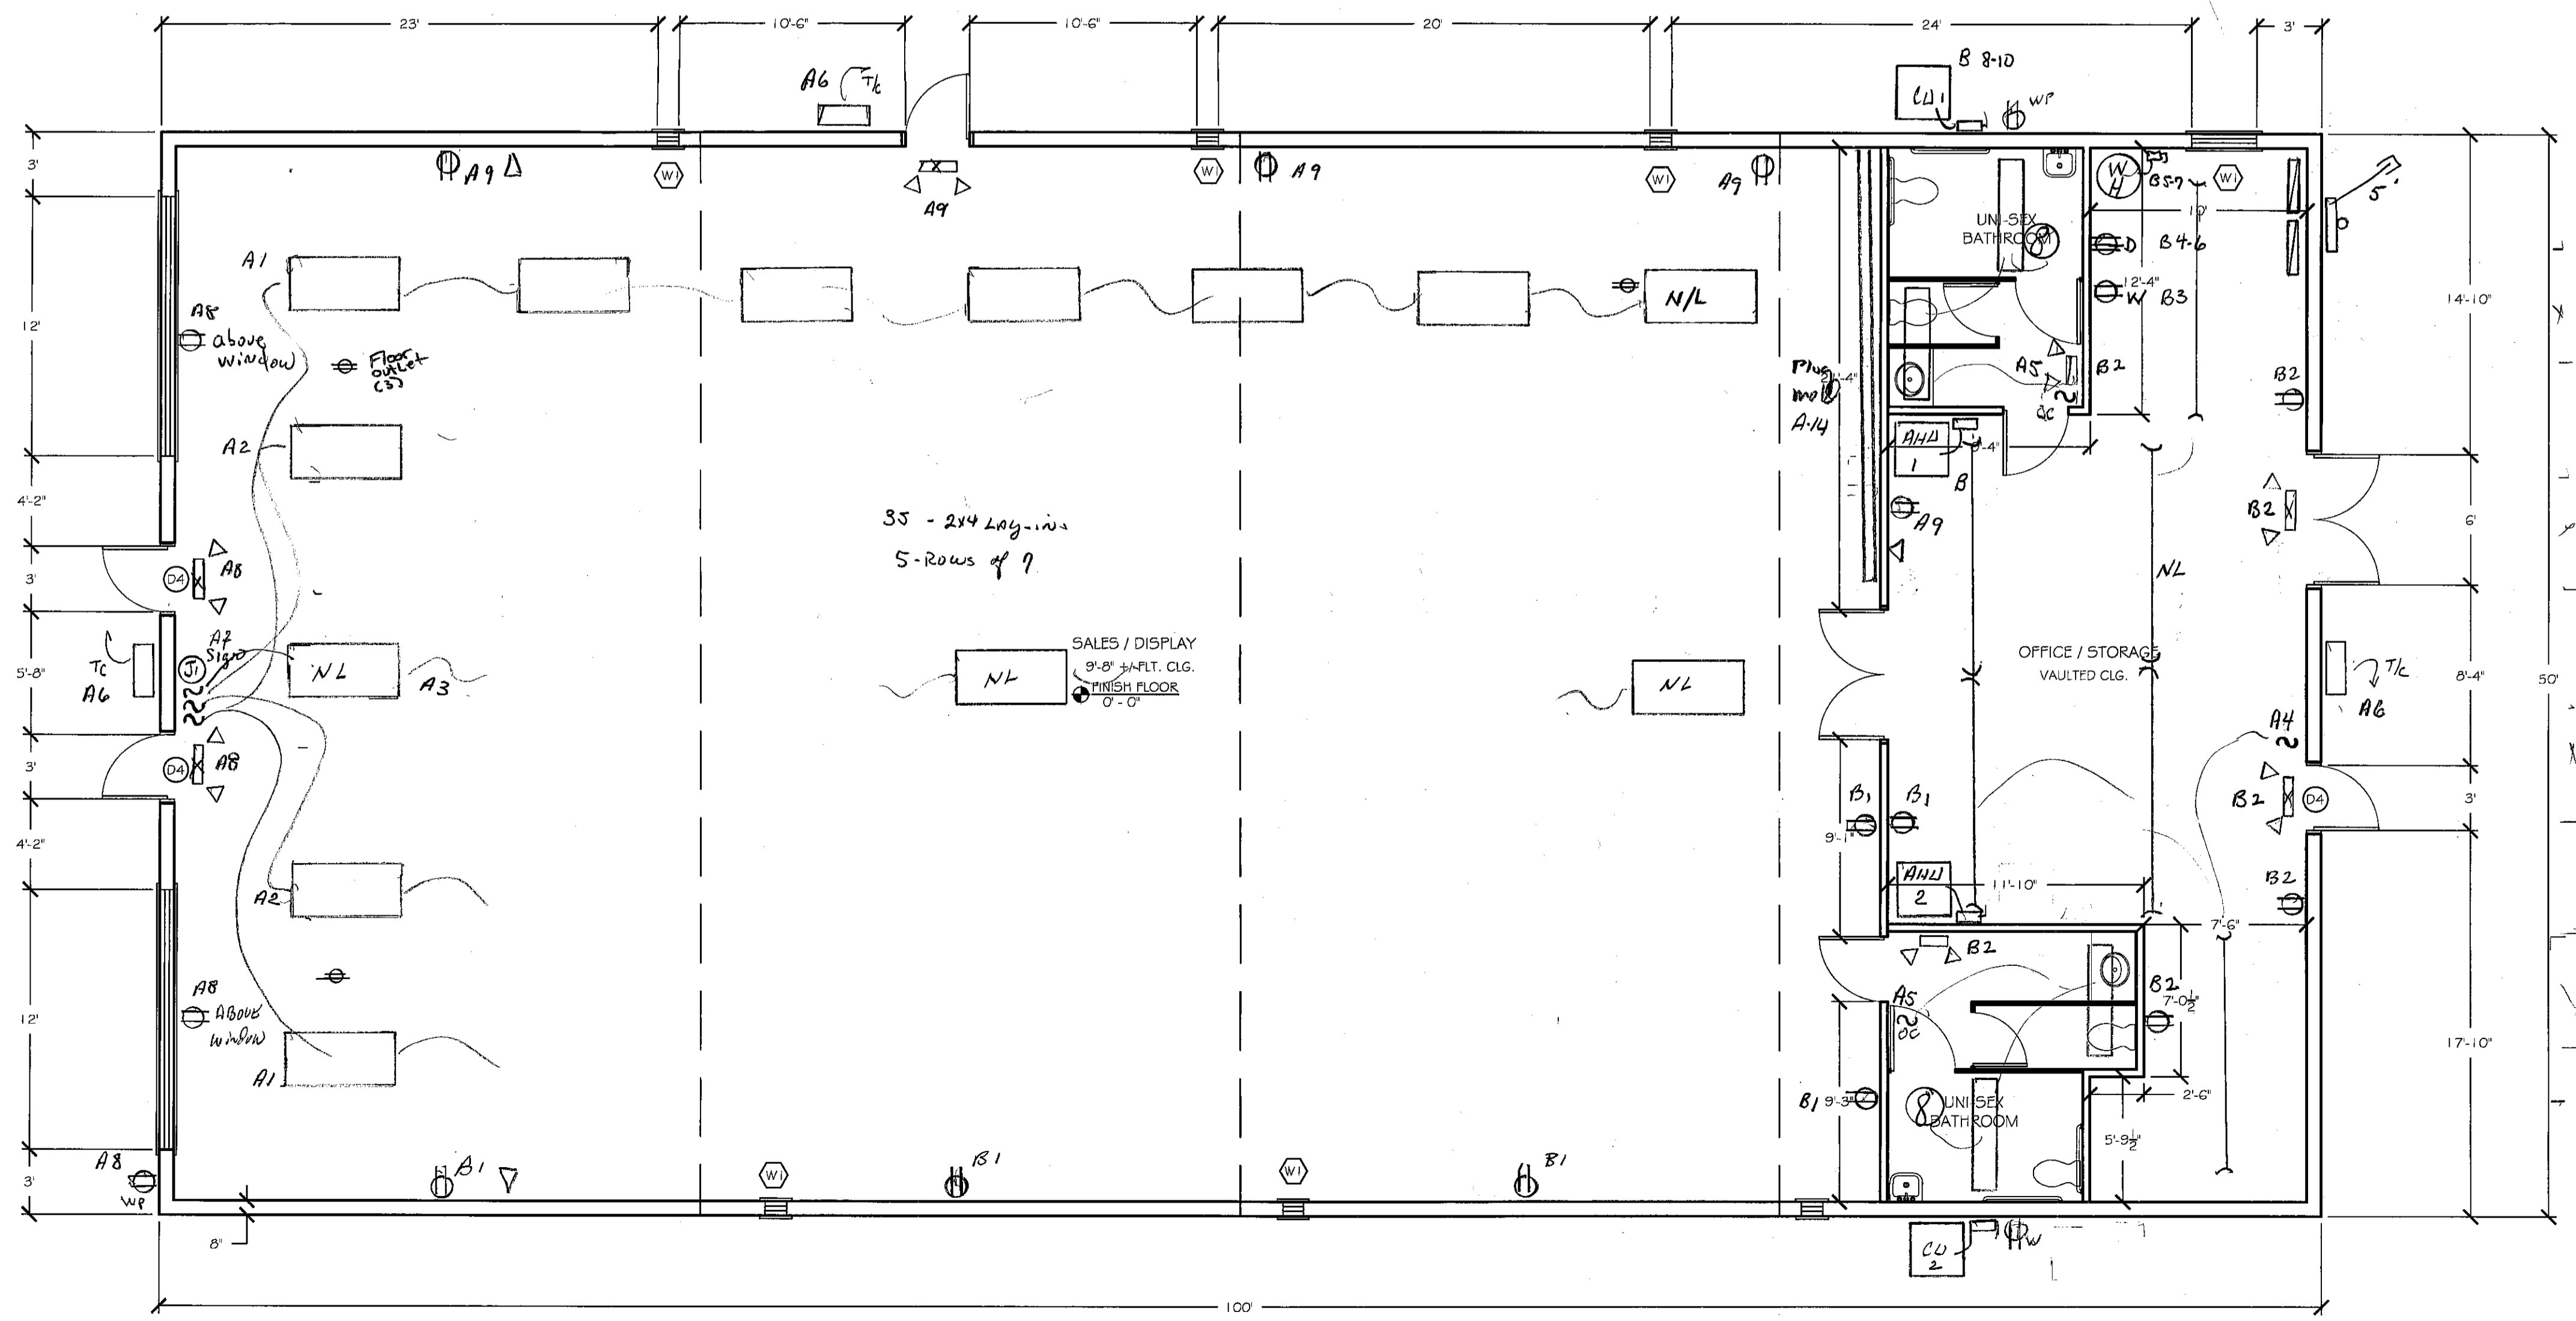 23'
10'-6"
10'-6"
20'
24'
3'
A6
T/c
B 8-10
CU 1
WP
3'
A9
A9
A9
A9
W1
W1
W1
W1
W
H
B5-7
5'
UNI-SEX
BATHROOM
8"
10'
D
B4-6
12'-4"
W
B3
A1
N/L
12'
A8
above
window
Floor
outlet
(3)
14'-10"
Plug
mold
A-14
A5
OC
B2
B2
A2
AHU
1
9'-4"
B
4'-2"
35 - 2x4 LAY-ins
5-ROWS of 7
A9
B2
6'
NL
3'
D4
A8
A7
Sign
J1
TC
A6
5'-8"
NL
A3
NL
SALES / DISPLAY
9'-8" +/- FLT. CLG.
FINISH FLOOR
0' - 0"
NL
OFFICE / STORAGE
VAULTED CLG.
T/c
A6
8'-4"
50'
A4
3'
D4
A8
B2
D4
3'
4'-2"
B1
B1
9'-1"
A2
AHU
2
11'-10"
B2
7'-6"
B2
12'
A8
ABOVE
window
A5
OC
B2
7'-0½"
17'-10"
A1
B1
9'-3"
8"
UNI-SEX
BATHROOM
2'-6"
5'-9½"
3'
A8
WP
B1
W1
B1
W1
B1
8"
CU
2
W
100'